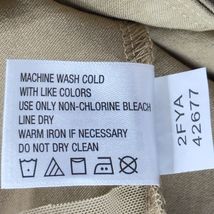 MACHINE WASH COLD
WITH LIKE COLORS
USE ONLY NON-CHLORINE BLEACH
LINE DRY
WARM IRON IF NECESSARY
DO NOT DRY CLEAN
2FYA
42677